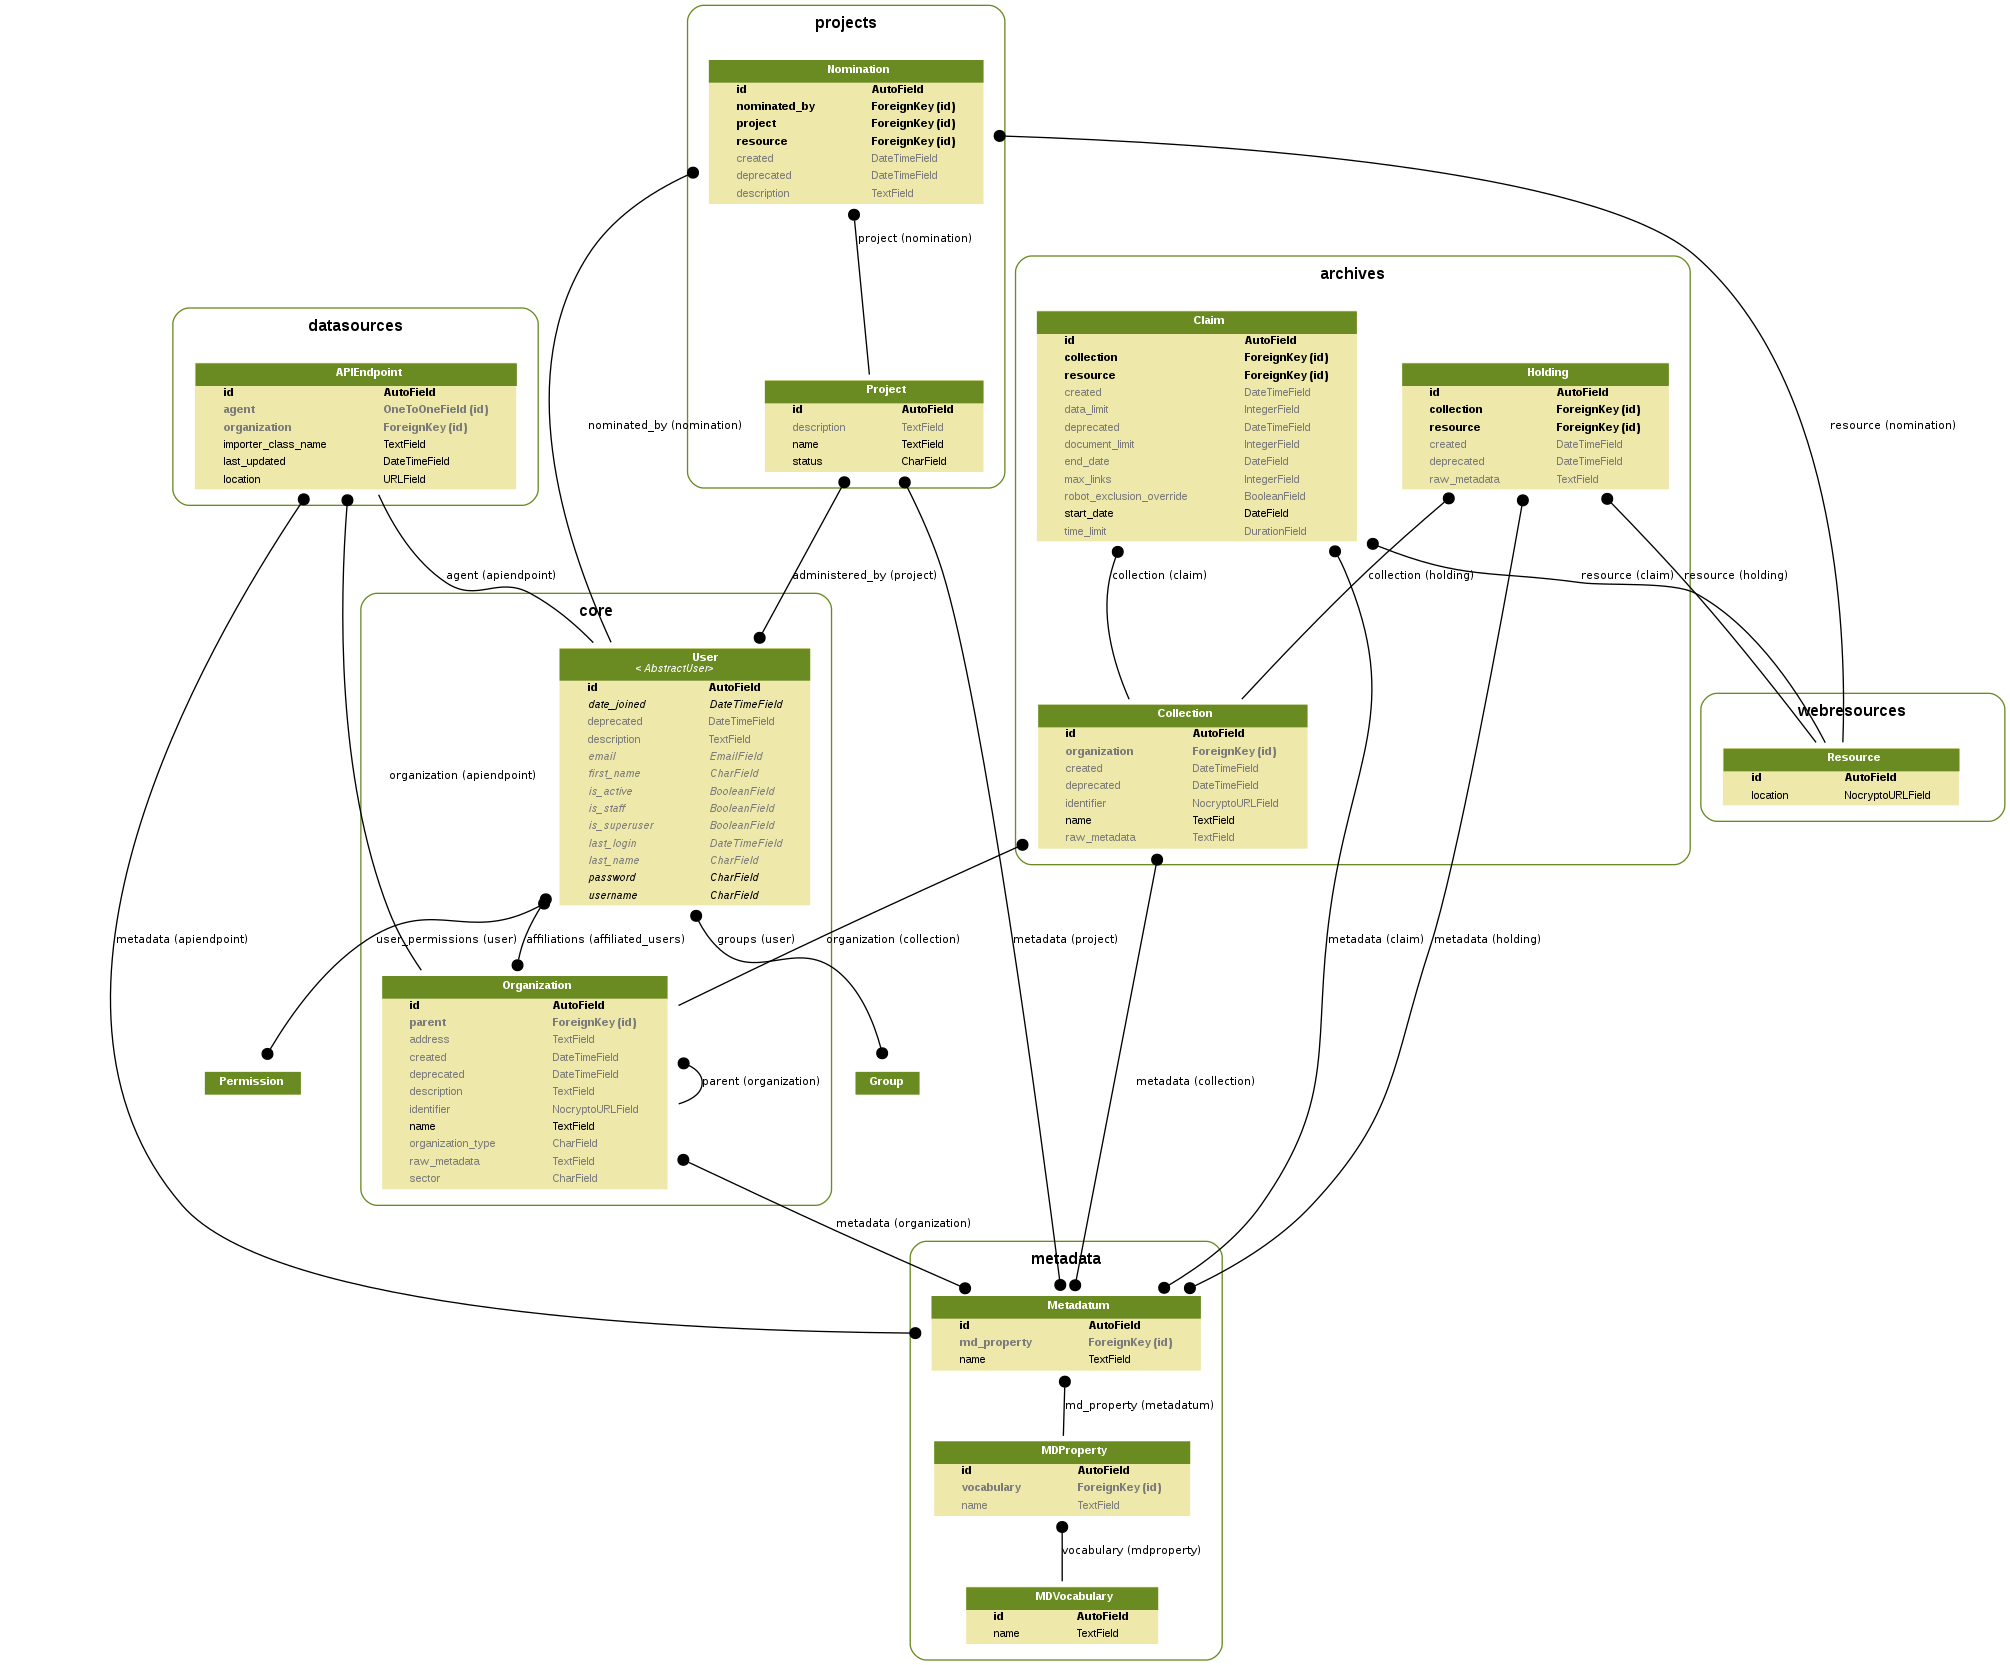 projects
Nomination
id AutoField
nominated_by ForeignKey (id)
project ForeignKey (id)
resource ForeignKey (id)
created DateTimeField
deprecated DateTimeField
description TextField
project (nomination)
Project
id AutoField
description TextField
name TextField
status CharField
archives
Claim
id AutoField
collection ForeignKey (id)
resource ForeignKey (id)
created DateTimeField
data_limit IntegerField
deprecated DateTimeField
document_limit IntegerField
end_date DateField
max_links IntegerField
robot_exclusion_override BooleanField
start_date DateField
time_limit DurationField
Holding
id AutoField
collection ForeignKey (id)
resource ForeignKey (id)
created DateTimeField
deprecated DateTimeField
raw_metadata TextField
datasources
APIEndpoint
id AutoField
agent OneToOneField (id)
organization ForeignKey (id)
importer_class_name TextField
last_updated DateTimeField
location URLField
nominated_by (nomination)
resource (nomination)
agent (apiendpoint)
administered_by (project)
collection (claim)
collection (holding)
resource (claim)
resource (holding)
core
User
< AbstractUser>
id AutoField
date_joined DateTimeField
deprecated DateTimeField
description TextField
email EmailField
first_name CharField
is_active BooleanField
is_staff BooleanField
is_superuser BooleanField
last_login DateTimeField
last_name CharField
password CharField
username CharField
organization (apiendpoint)
Collection
id AutoField
organization ForeignKey (id)
created DateTimeField
deprecated DateTimeField
identifier NocryptoURLField
name TextField
raw_metadata TextField
webresources
Resource
id AutoField
location NocryptoURLField
metadata (apiendpoint)
user_permissions (user)
affiliations (affiliated_users)
groups (user)
organization (collection)
metadata (project)
metadata (claim)
metadata (holding)
Organization
id AutoField
parent ForeignKey (id)
address TextField
created DateTimeField
deprecated DateTimeField
description TextField
identifier NocryptoURLField
name TextField
organization_type CharField
raw_metadata TextField
sector CharField
Permission
parent (organization)
Group
metadata (collection)
metadata (organization)
metadata
Metadatum
id AutoField
md_property ForeignKey (id)
name TextField
md_property (metadatum)
MDProperty
id AutoField
vocabulary ForeignKey (id)
name TextField
vocabulary (mdproperty)
MDVocabulary
id AutoField
name TextField